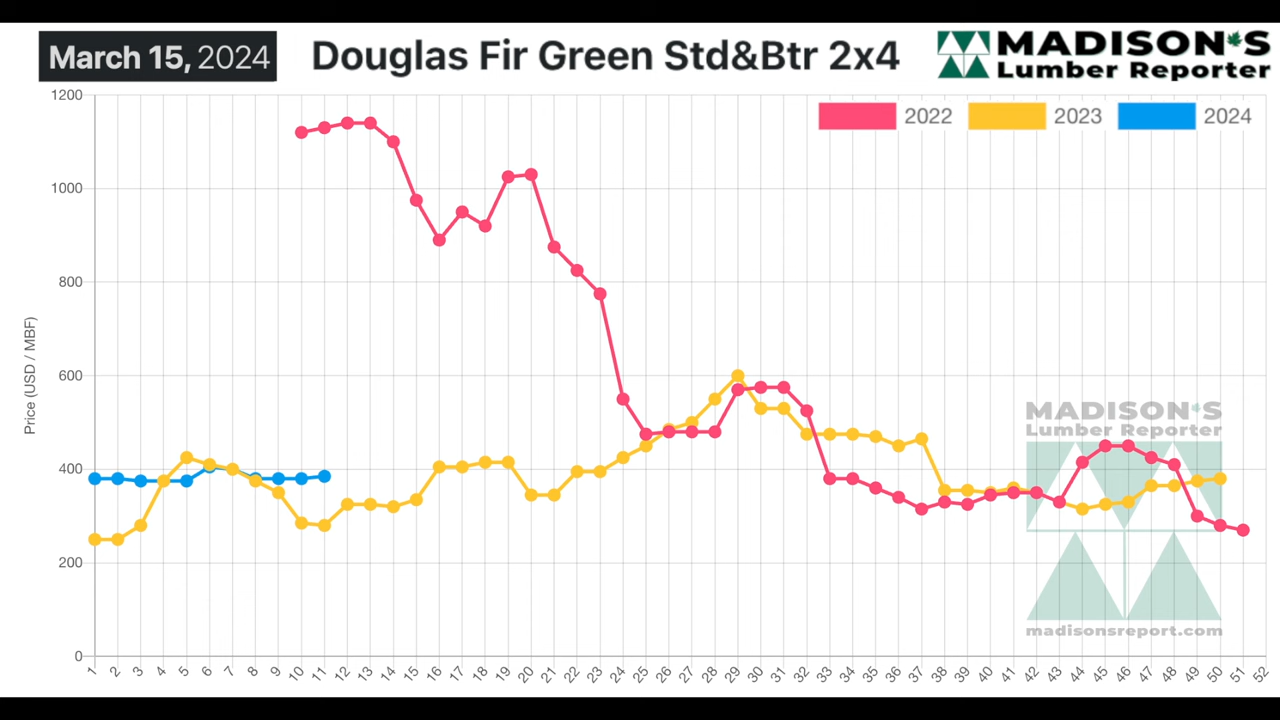 March 15, 2024
Douglas Fir Green Std&Btr 2x4
MADISON'S
Lumber Reporter
2022
2023
2024
Price (USD / MBF)
1200
1000
800
600
400
200
0
MADISON'S
Lumber Reporter
madisonsreport.com
1 2 3 4 5 6 7 8 9 10 11 12 13 14 15 16 17 18 19 20 21 22 23 24 25 26 27 28 29 30 31 32 33 34 35 36 37 38 39 40 41 42 43 44 45 46 47 48 49 50 51 52